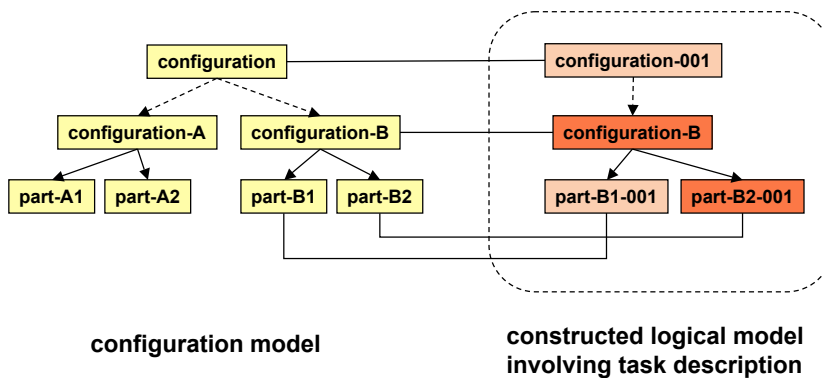 configuration
configuration-001
configuration-A
configuration-B
configuration-B
part-A1
part-A2
part-B1
part-B2
part-B1-001
part-B2-001
configuration model
constructed logical model
involving task description